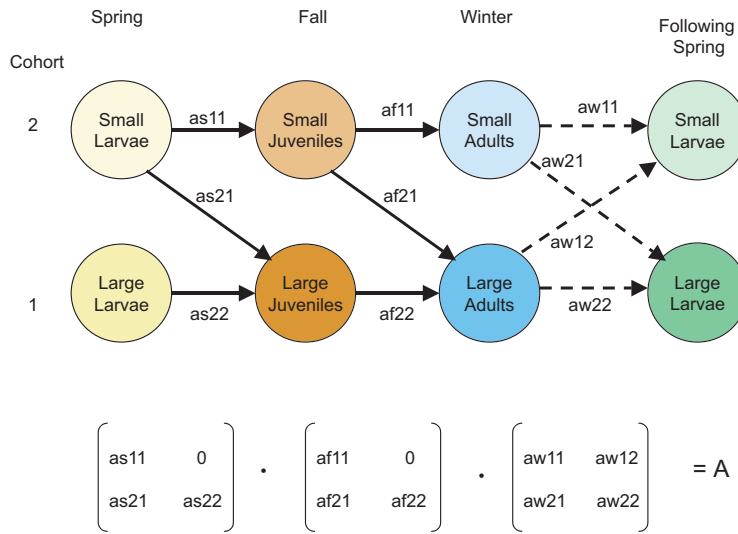 Spring
Fall
Winter
Following
Spring
Cohort
2
Small
Larvae
as11
Small
Juveniles
af11
Small
Adults
aw11
Small
Larvae
as21
af21
aw21
aw12
1
Large
Larvae
as22
Large
Juveniles
af22
Large
Adults
aw22
Large
Larvae
as11 0
as21 as22
.
af11 0
af21 af22
.
aw11 aw12
aw21 aw22
= A